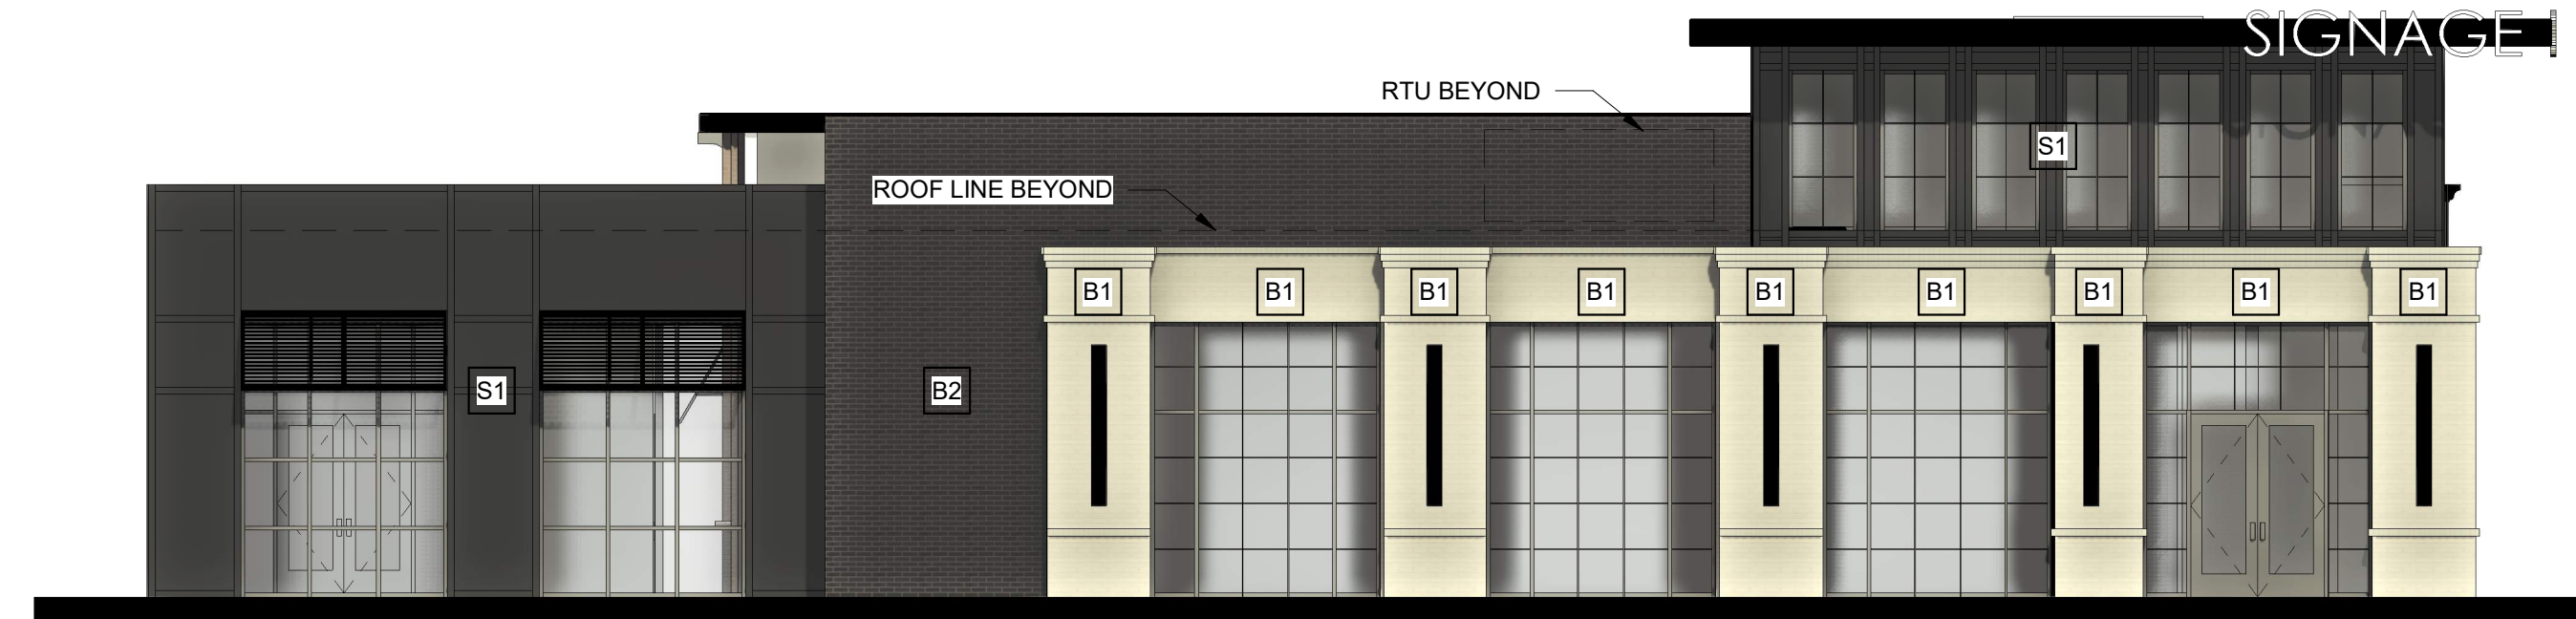 SIGNAGE
RTU BEYOND
S1
ROOF LINE BEYOND
B1 B1 B1 B1 B1 B1 B1 B1 B1
S1
B2